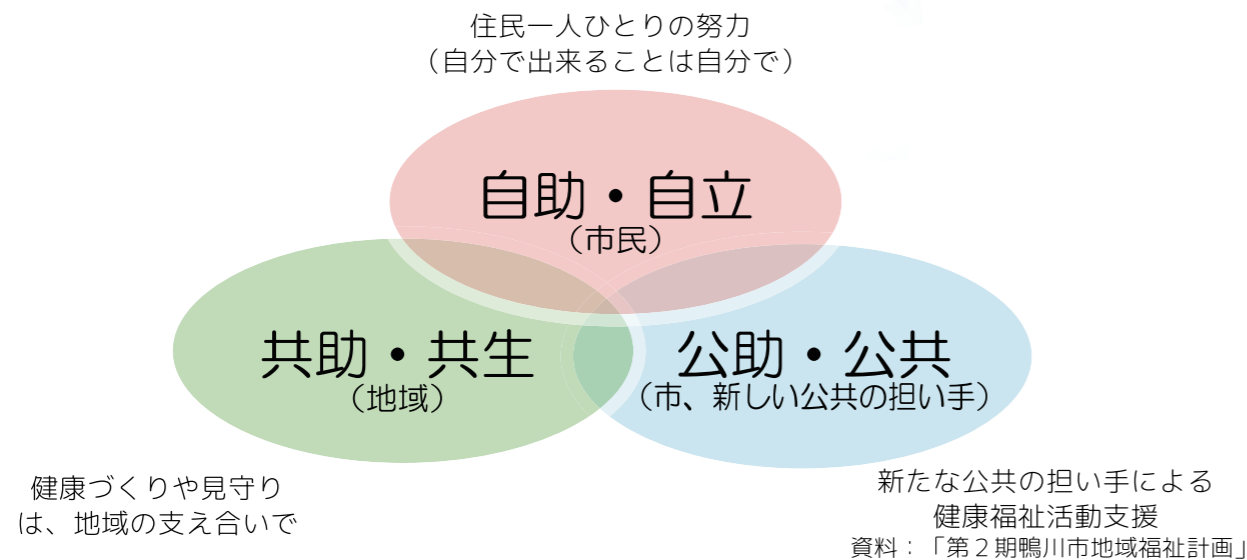 住民一人ひとりの努力
（自分で出来ることは自分で）
自助・自立
（市民）
共助・共生
（地域）
公助・公共
（市、新しい公共の担い手）
健康づくりや見守り
は、地域の支え合いで
新たな公共の担い手による
健康福祉活動支援
資料：「第２期鴨川市地域福祉計画」